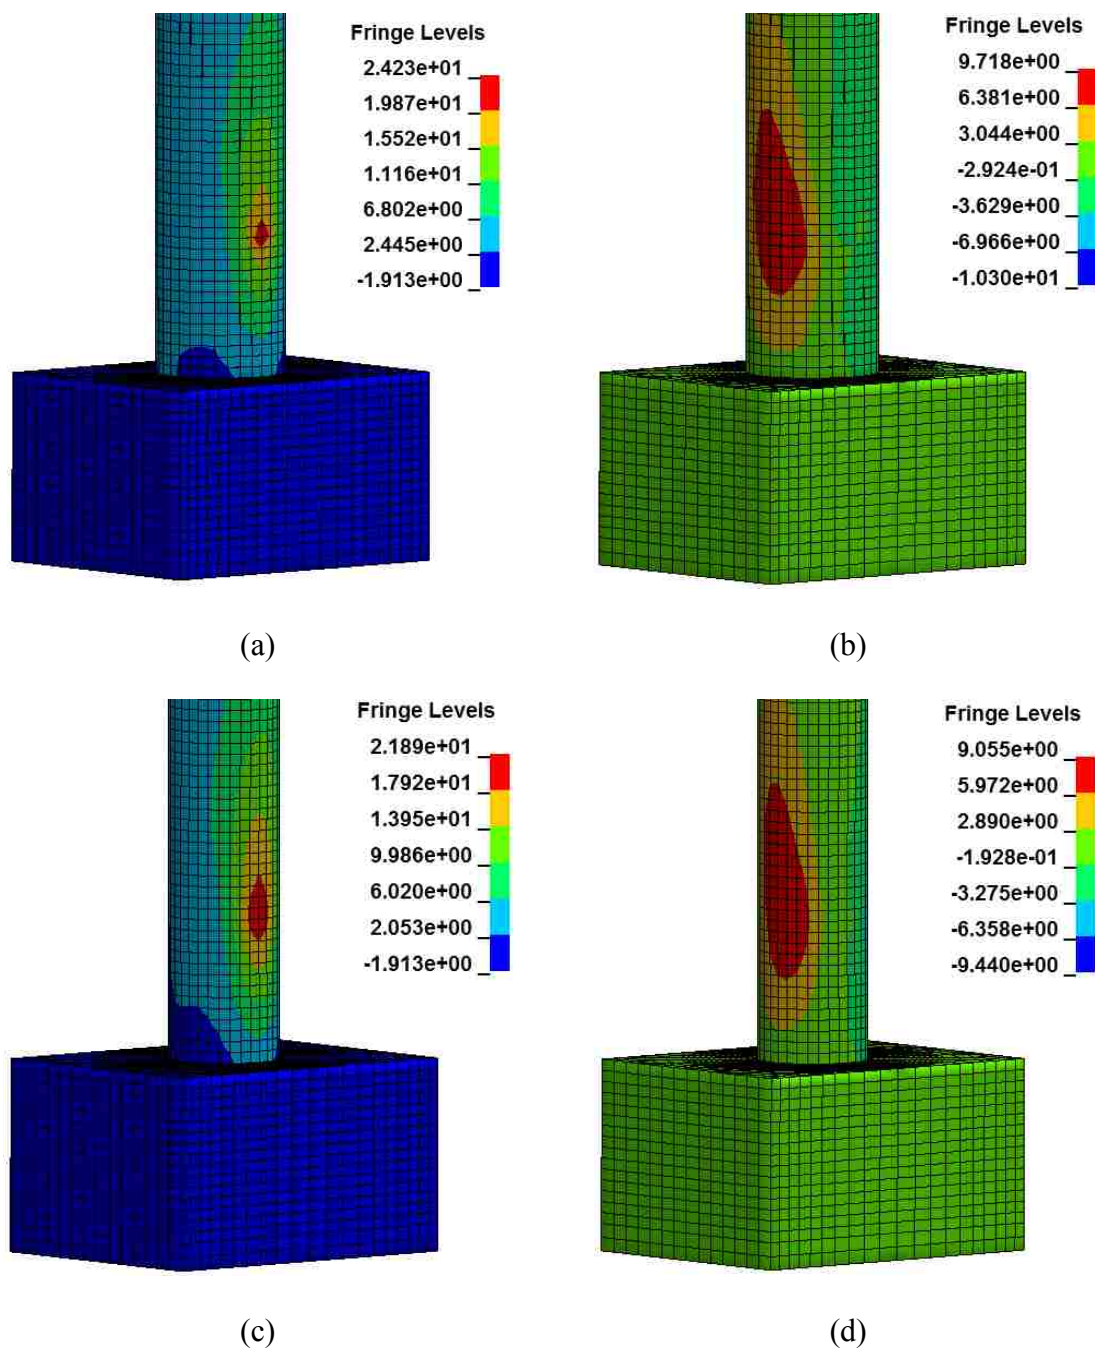 Fringe Levels
2.423e+01
1.987e+01
1.552e+01
1.116e+01
6.802e+00
2.445e+00
-1.913e+00
Fringe Levels
9.718e+00
6.381e+00
3.044e+00
-2.924e-01
-3.629e+00
-6.966e+00
-1.030e+01
(a)
(b)
Fringe Levels
2.189e+01
1.792e+01
1.395e+01
9.986e+00
6.020e+00
2.053e+00
-1.913e+00
Fringe Levels
9.055e+00
5.972e+00
2.890e+00
-1.928e-01
-3.275e+00
-6.358e+00
-9.440e+00
(c)
(d)